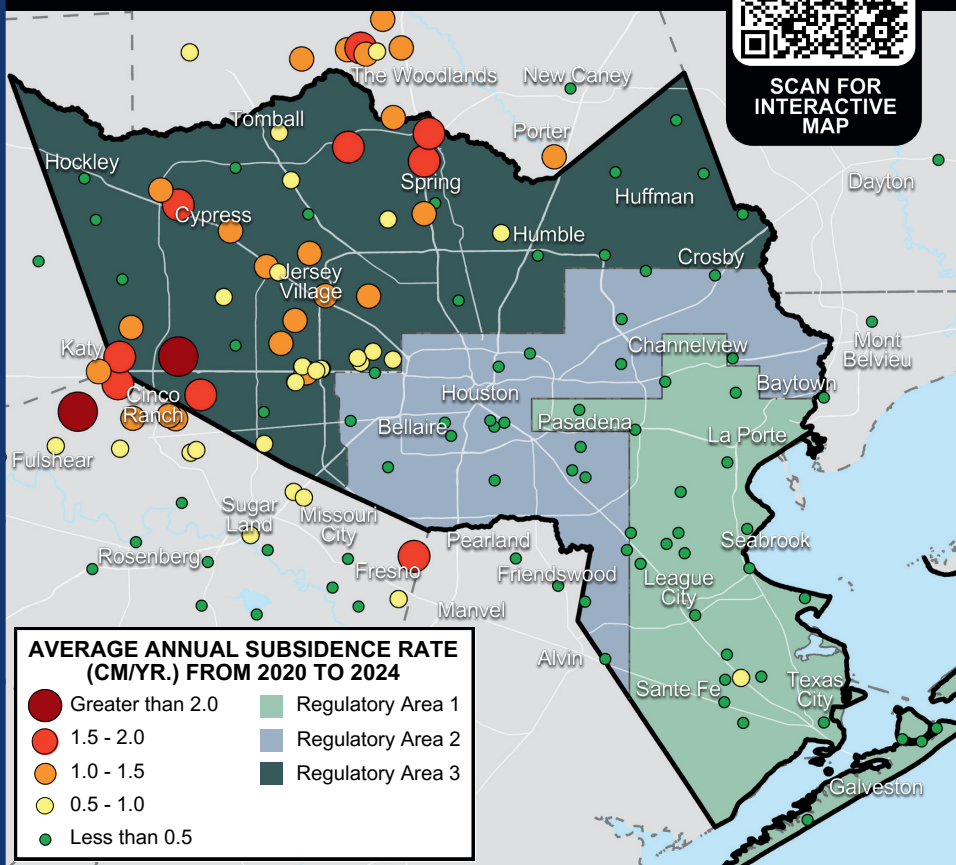 SCAN FOR
INTERACTIVE
MAP
The Woodlands
New Caney
Tomball
Porter
Hockley
Spring
Huffman
Dayton
Cypress
Humble
Crosby
Jersey
Village
Katy
Channelview
Mont
Belvieu
Cinco
Ranch
Houston
Baytown
Bellaire
Pasadena
La Porte
Fulshear
Sugar
Land
Missouri
City
Pearland
Seabrook
Rosenberg
Fresno
Friendswood
League
City
Manvel
Alvin
Sante Fe
Texas
City
Galveston
AVERAGE ANNUAL SUBSIDENCE RATE
(CM/YR.) FROM 2020 TO 2024
Greater than 2.0
Regulatory Area 1
1.5 - 2.0
Regulatory Area 2
1.0 - 1.5
Regulatory Area 3
0.5 - 1.0
Less than 0.5